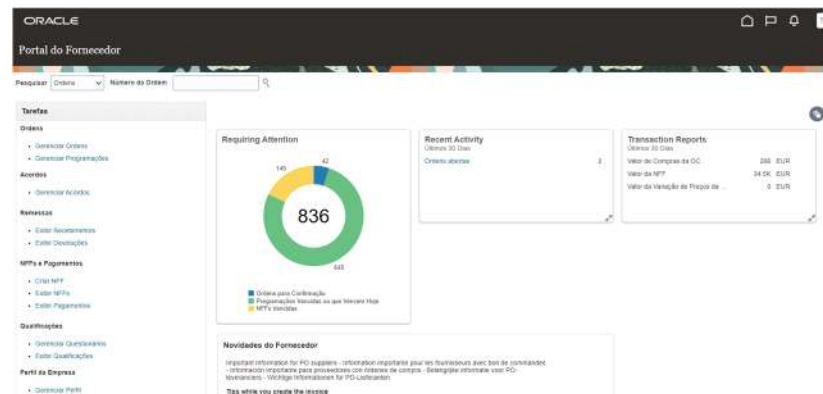 ORACLE
Portal do Fornecedor
Pesquisar Ordens Número da Ordem
Tarefas
Ordens
Gerenciar Ordens
Gerenciar Programações
Acordos
Gerenciar Acordos
Remessas
Exibir Recebimentos
Exibir Devoluções
NFFs e Pagamentos
Criar NFF
Exibir NFFs
Exibir Pagamentos
Qualificações
Gerenciar Questionários
Exibir Qualificações
Perfil da Empresa
Gerenciar Perfil
Requiring Attention
145
42
836
Ordens para Confirmação
Programações Vencidas ou que Vencem Hoje
NFFs Vencidas
Recent Activity
Últimos 30 Dias
Ordens abertas 2
Transaction Reports
Últimos 30 Dias
Valor de Compras da OC EUR
Valor da NFF EUR
Valor da Variação de Preços da ... 0 EUR
Novidades do Fornecedor
Important Information for PO suppliers - Information importante pour les fournisseurs avec bon de commandes
- Información importante para proveedores con órdenes de compra - Belangrijke informatie voor PO-
leveranciers - Wichtige Informationen für PO-Lieferanten
Tips while you create the invoice